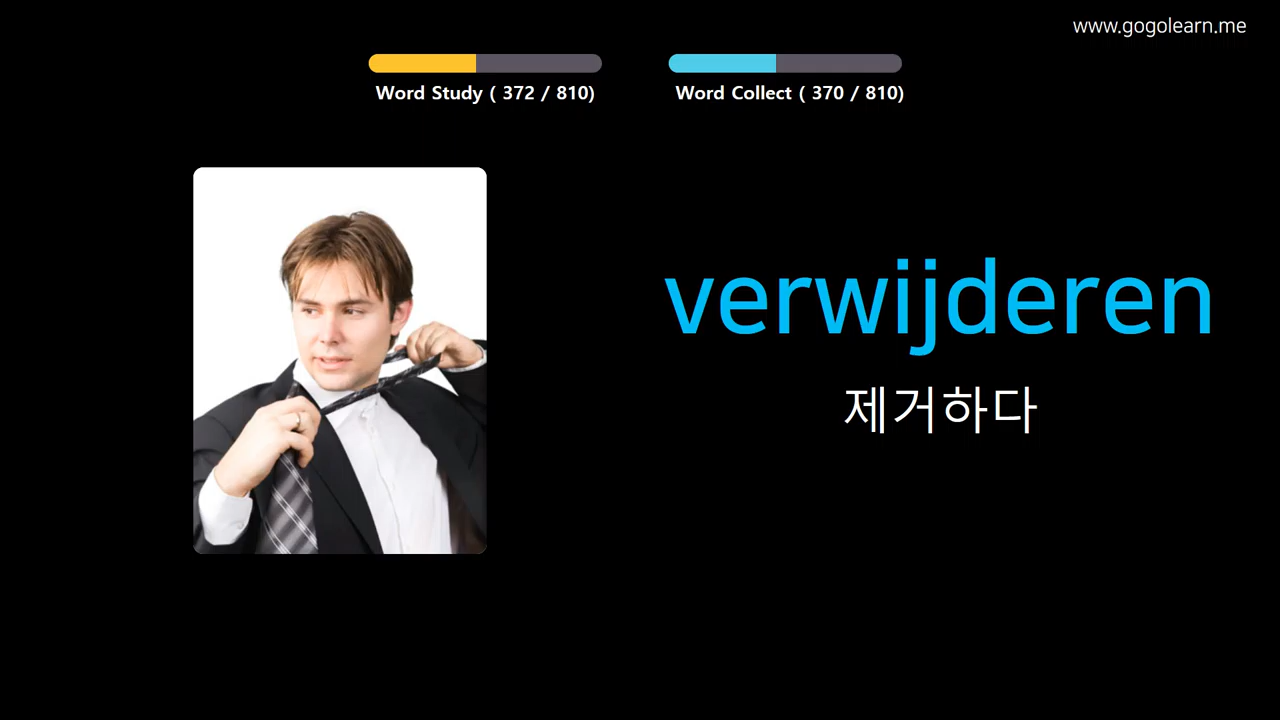 www.gogolearn.me
Word Study ( 372 / 810)
Word Collect ( 370 / 810)
verwijderen
제거하다